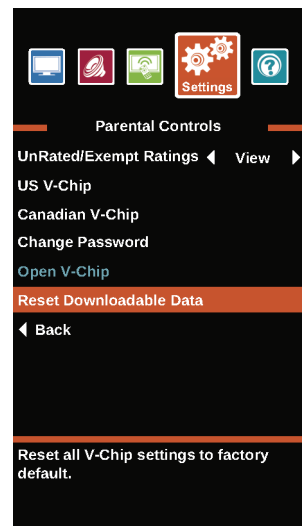 Settings
Parental Controls
UnRated/Exempt Ratings View
US V-Chip
Canadian V-Chip
Change Password
Open V-Chip
Reset Downloadable Data
Back
Reset all V-Chip settings to factory
default.